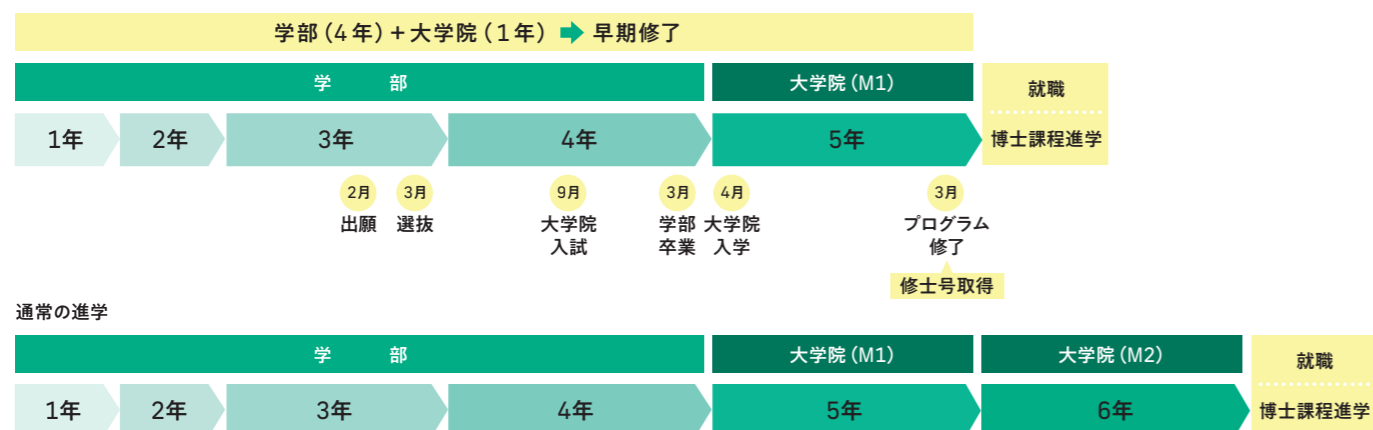 学部（4年）＋大学院（1年）➡早期修了
学　部
大学院（M1）
就職
1年
2年
3年
4年
5年
博士課程進学
2月
3月
9月
3月
4月
3月
出願
選抜
大学院
入試
学部
卒業
大学院
入学
プログラム
修了
修士号取得
通常の進学
学　部
大学院（M1）
大学院（M2）
就職
1年
2年
3年
4年
5年
6年
博士課程進学